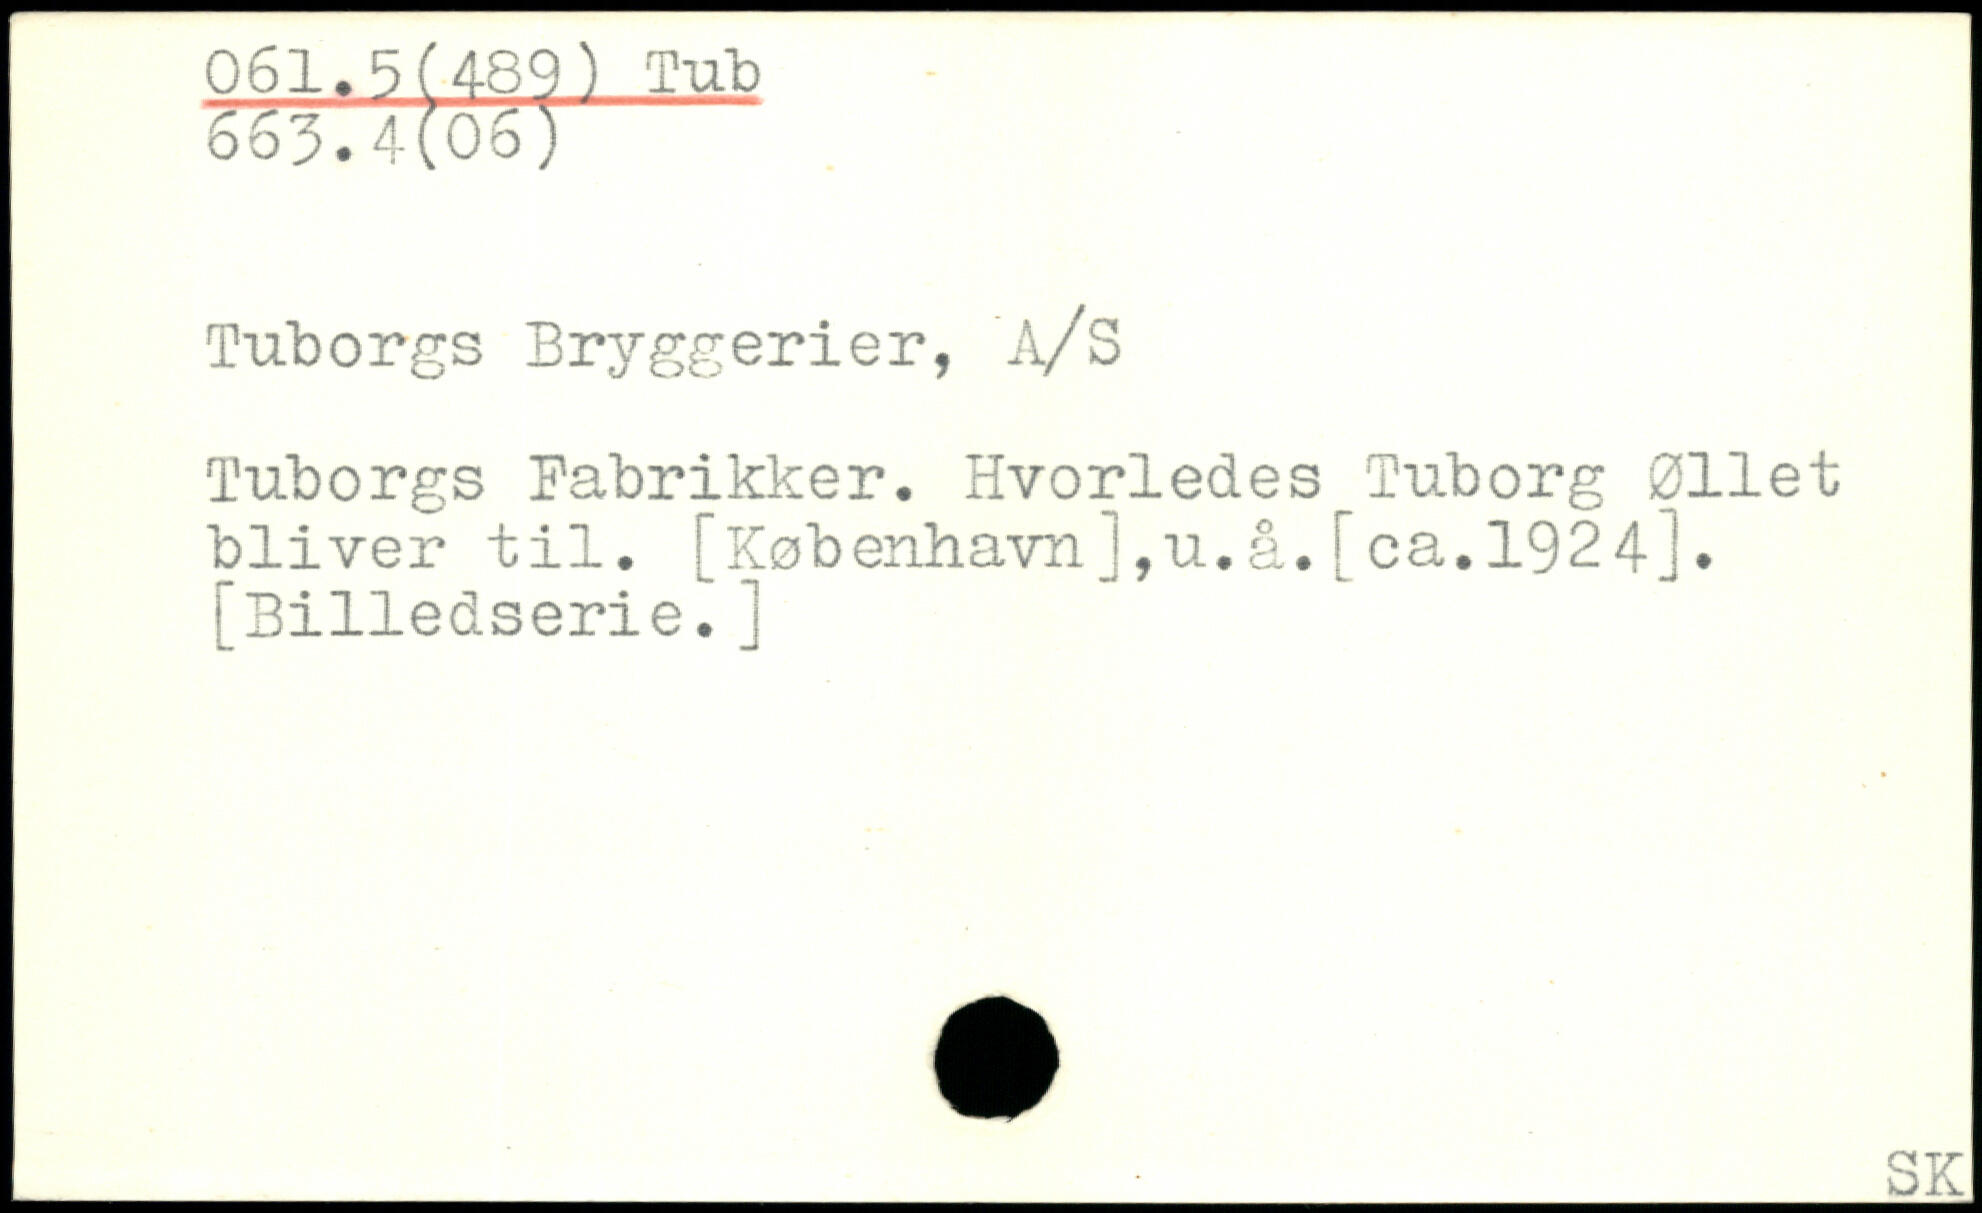 061.5(489) Tub
663.4(06)
Tuborgs Bryggerier, A/S
Tuborgs Fabrikker. Hvorledes Tuborg Øllet
bliver til. [København],u.å.[ca.1924].
[Billedserie.]
SK